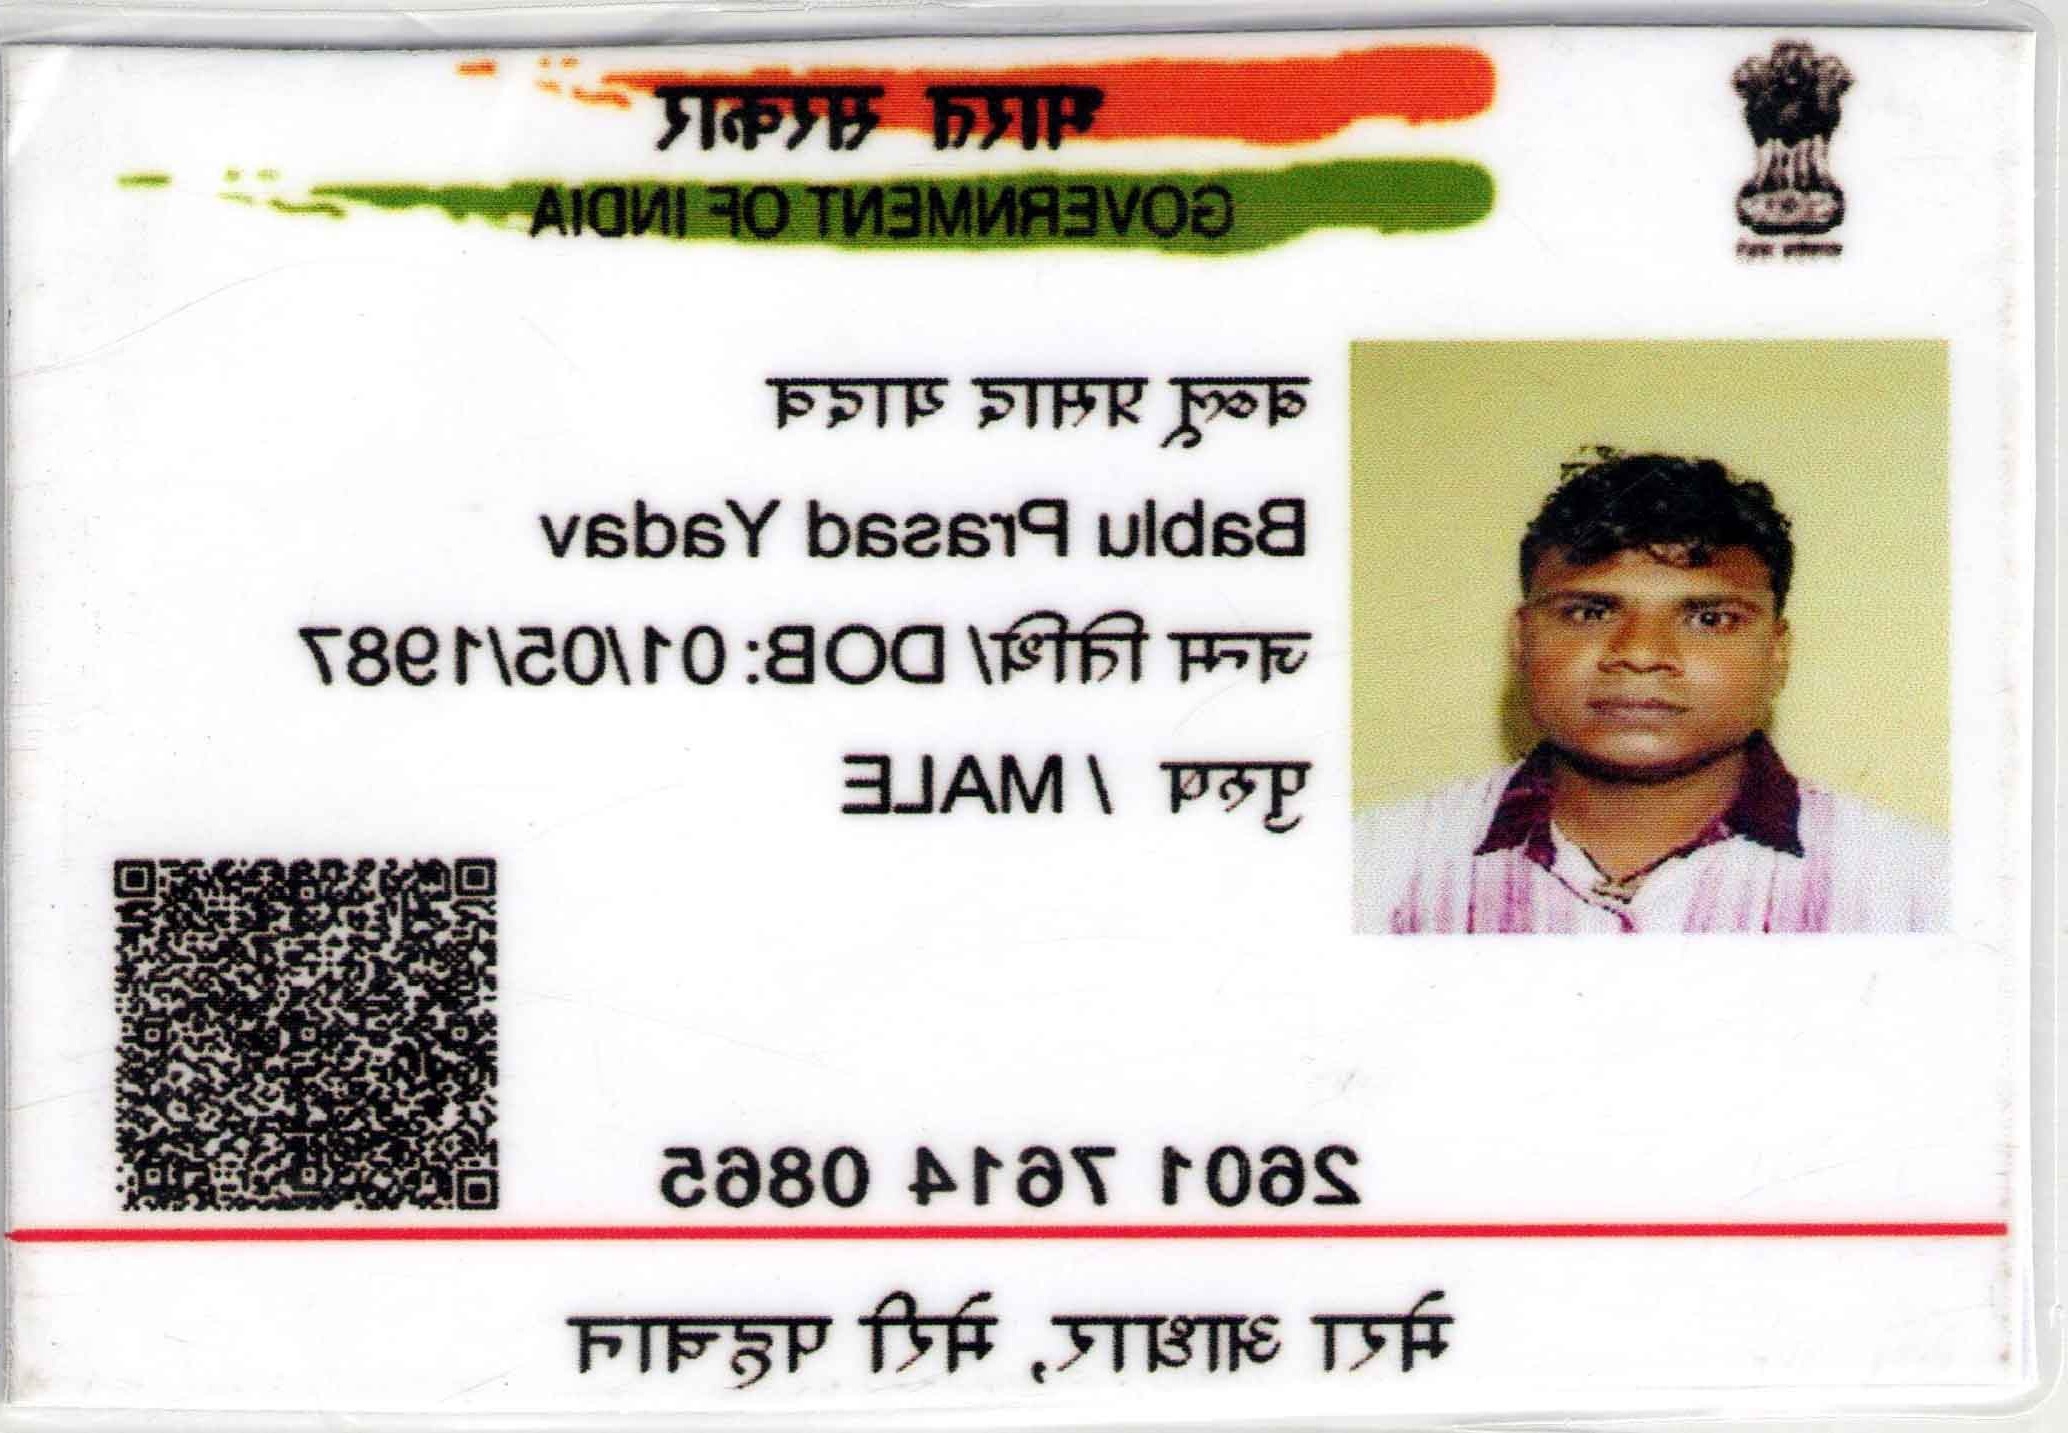 भारत सरकार
GOVERNMENT OF INDIA
बब्लू प्रसाद यादव
Bablu Prasad Yadav
जन्म तिथि/ DOB: 01/05/1987
पुरुष / MALE
2601 7614 0865
मेरा आधार, मेरी पहचान